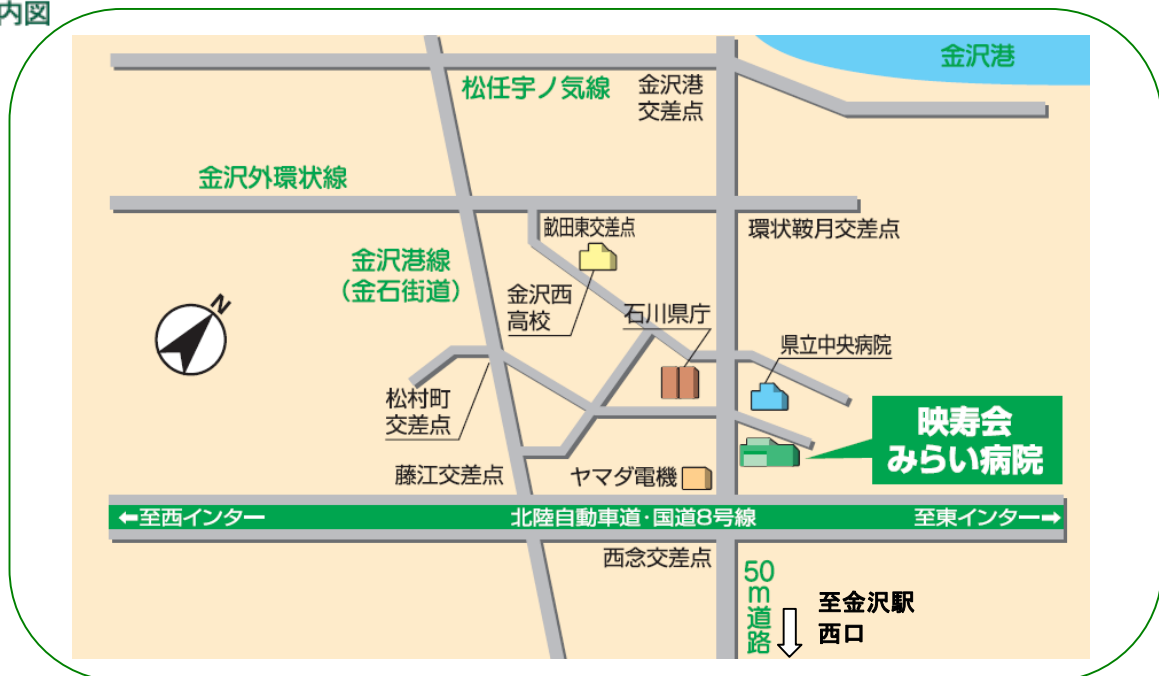 内図
金沢港
松任宇ノ気線
金沢港
交差点
金沢外環状線
畝田東交差点
環状鞍月交差点
金沢港線
（金石街道）
N
金沢西
高校
石川県庁
県立中央病院
松村町
交差点
映寿会
みらい病院
藤江交差点
ヤマダ電機
⬅至西インター
北陸自動車道・国道8号線
至東インター➡
西念交差点
50m道路
至金沢駅
西口